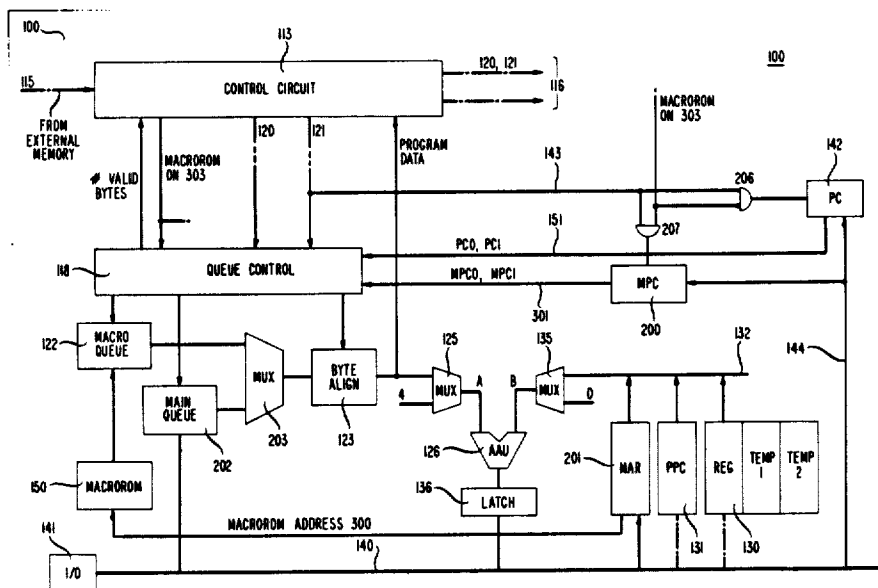 100
113
120, 121
116
100
115
CONTROL CIRCUIT
FROM
EXTERNAL
MEMORY
# VALID
BYTES
MACROROM
ON 303
120
121
PROGRAM
DATA
MACROROM
ON 303
143
206
142
PC
207
151
PC0, PC1
118
QUEUE CONTROL
MPC0, MPC1
301
MPC
200
144
122
MACRO
QUEUE
MUX
203
BYTE
ALIGN
123
125
MUX
4
A
B
135
MUX
0
132
MAIN
QUEUE
202
126
AAU
136
LATCH
201
MAR
PPC
131
REG
TEMP
1
TEMP
2
130
150
MACROROM
MACROROM ADDRESS 300
141
I/O
140